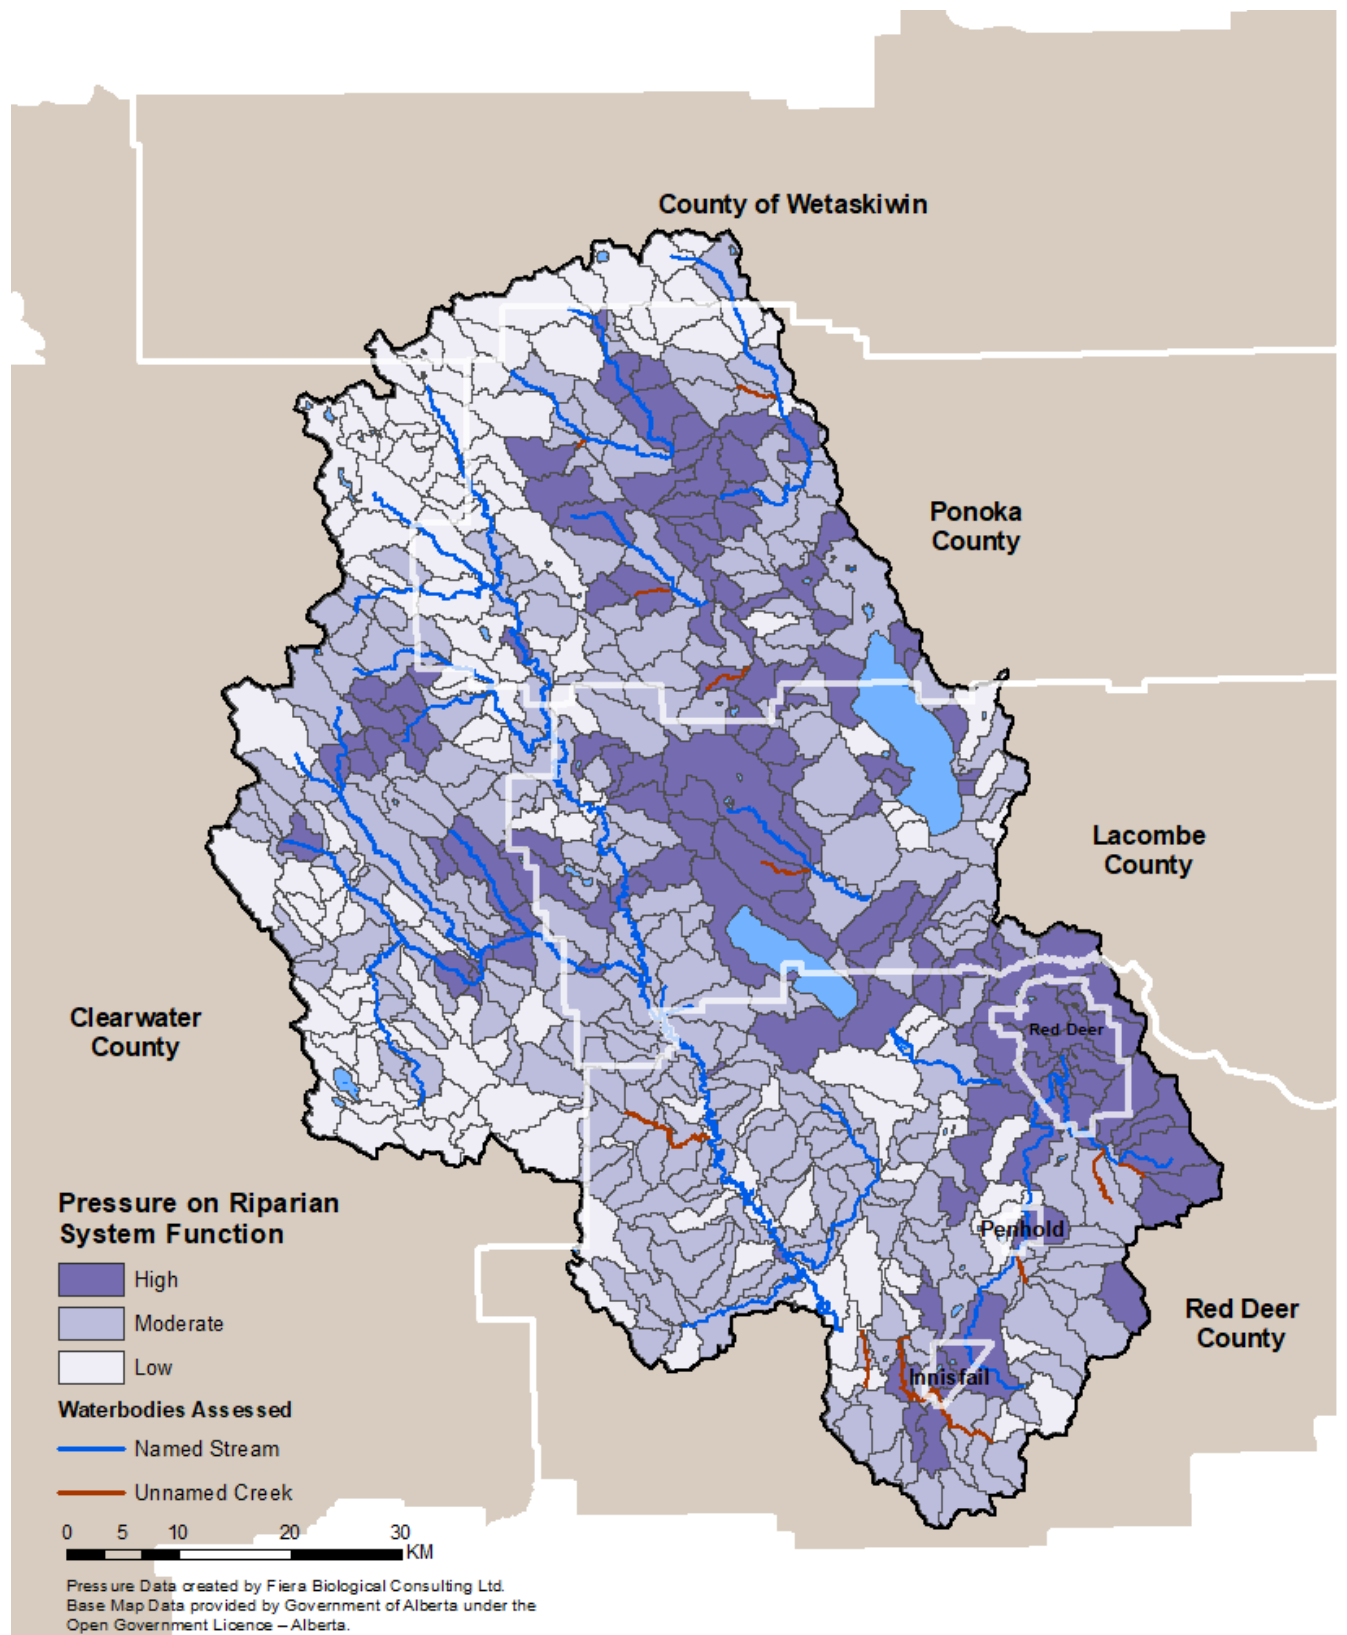 County of Wetaskiwin
Ponoka
County
Lacombe
County
Clearwater
County
Red Deer
Penhold
Red Deer
County
Innisfail
Pressure on Riparian
System Function
High
Moderate
Low
Waterbodies Assessed
Named Stream
Unnamed Creek
0 5 10 20 30
KM
Pressure Data created by Fiera Biological Consulting Ltd.
Base Map Data provided by Government of Alberta under the
Open Government Licence – Alberta.